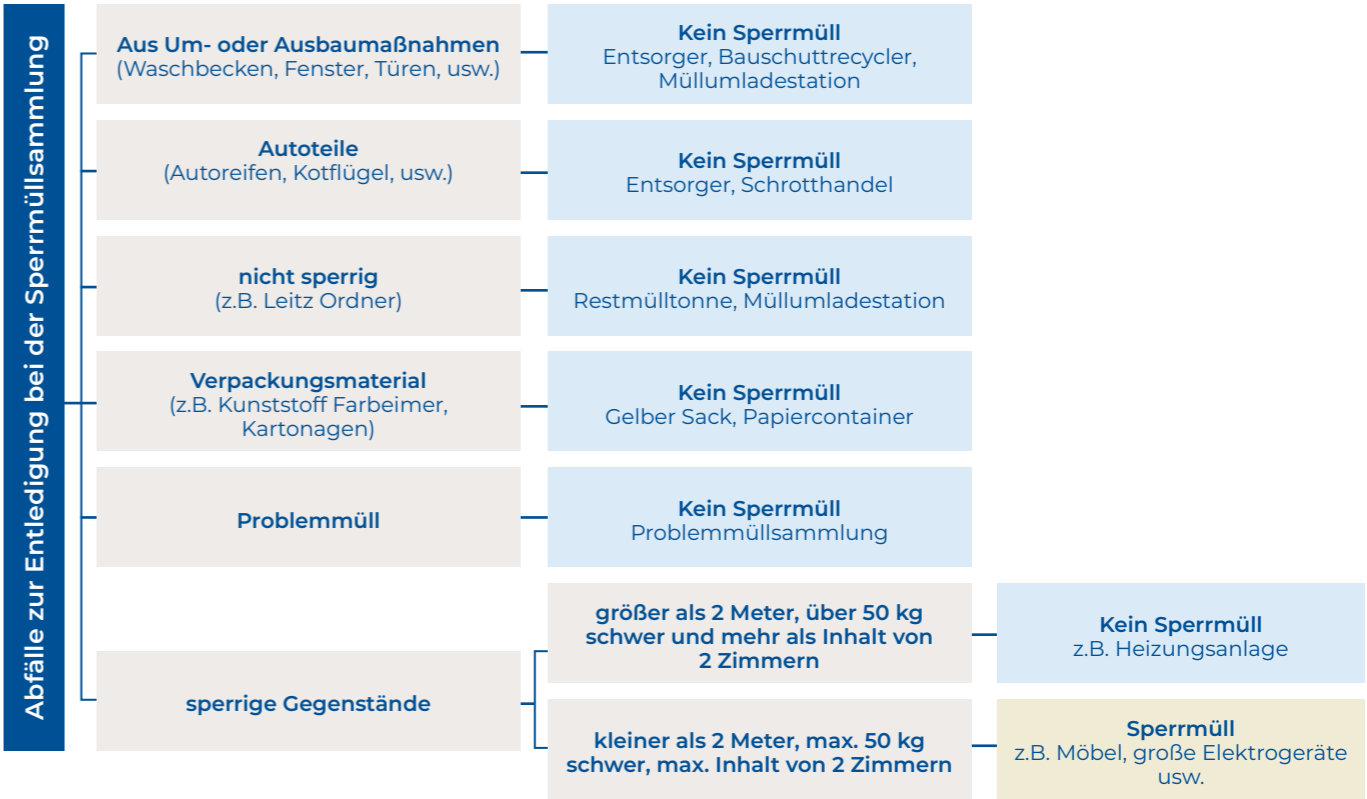 Abfälle zur Entledigung bei der Sperrmüllsammlung
Aus Um- oder Ausbaumaßnahmen
(Waschbecken, Fenster, Türen, usw.)
Kein Sperrmüll
Entsorger, Bauschuttrecycler,
Müllumladestation
Autoteile
(Autoreifen, Kotflügel, usw.)
Kein Sperrmüll
Entsorger, Schrotthandel
nicht sperrig
(z.B. Leitz Ordner)
Kein Sperrmüll
Restmülltonne, Müllumladestation
Verpackungsmaterial
(z.B. Kunststoff Farbeimer,
Kartonagen)
Kein Sperrmüll
Gelber Sack, Papiercontainer
Problemmüll
Kein Sperrmüll
Problemmüllsammlung
sperrige Gegenstände
größer als 2 Meter, über 50 kg
schwer und mehr als Inhalt von
2 Zimmern
Kein Sperrmüll
z.B. Heizungsanlage
kleiner als 2 Meter, max. 50 kg
schwer, max. Inhalt von 2 Zimmern
Sperrmüll
z.B. Möbel, große Elektrogeräte
usw.